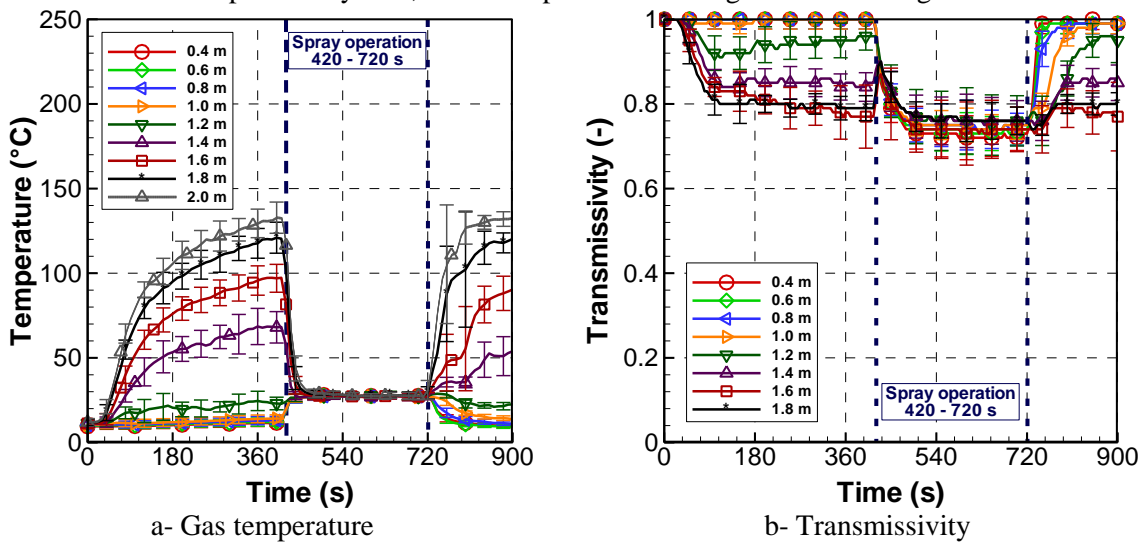 250
200
150
100
50
0
Temperature (°C)
0.4 m
0.6 m
0.8 m
1.0 m
1.2 m
1.4 m
1.6 m
1.8 m
2.0 m
Spray operation
420 - 720 s
0 180 360 540 720 900
Time (s)
a- Gas temperature
1
0.8
0.6
0.4
0.2
0
Transmissivity (-)
0.4 m
0.6 m
0.8 m
1.0 m
1.2 m
1.4 m
1.6 m
1.8 m
Spray operation
420 - 720 s
0 180 360 540 720 900
Time (s)
b- Transmissivity